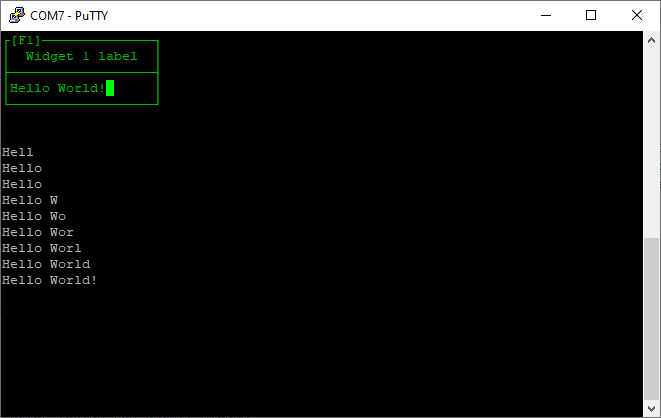 COM7 - PuTTY
[F1]
Widget 1 label
Hello World!
Hell
Hello
Hello
Hello W
Hello Wo
Hello Wor
Hello Worl
Hello World
Hello World!